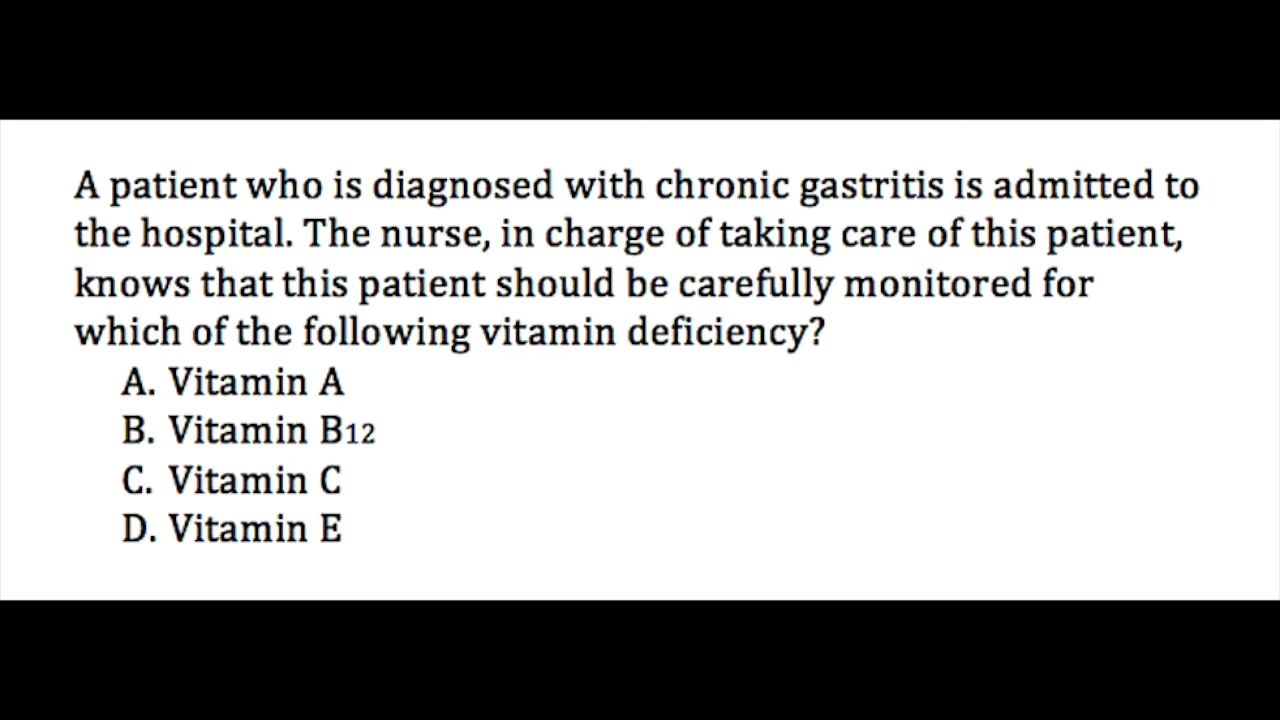 A patient who is diagnosed with chronic gastritis is admitted to
the hospital. The nurse, in charge of taking care of this patient,
knows that this patient should be carefully monitored for
which of the following vitamin deficiency?
A. Vitamin A
B. Vitamin B12
C. Vitamin C
D. Vitamin E